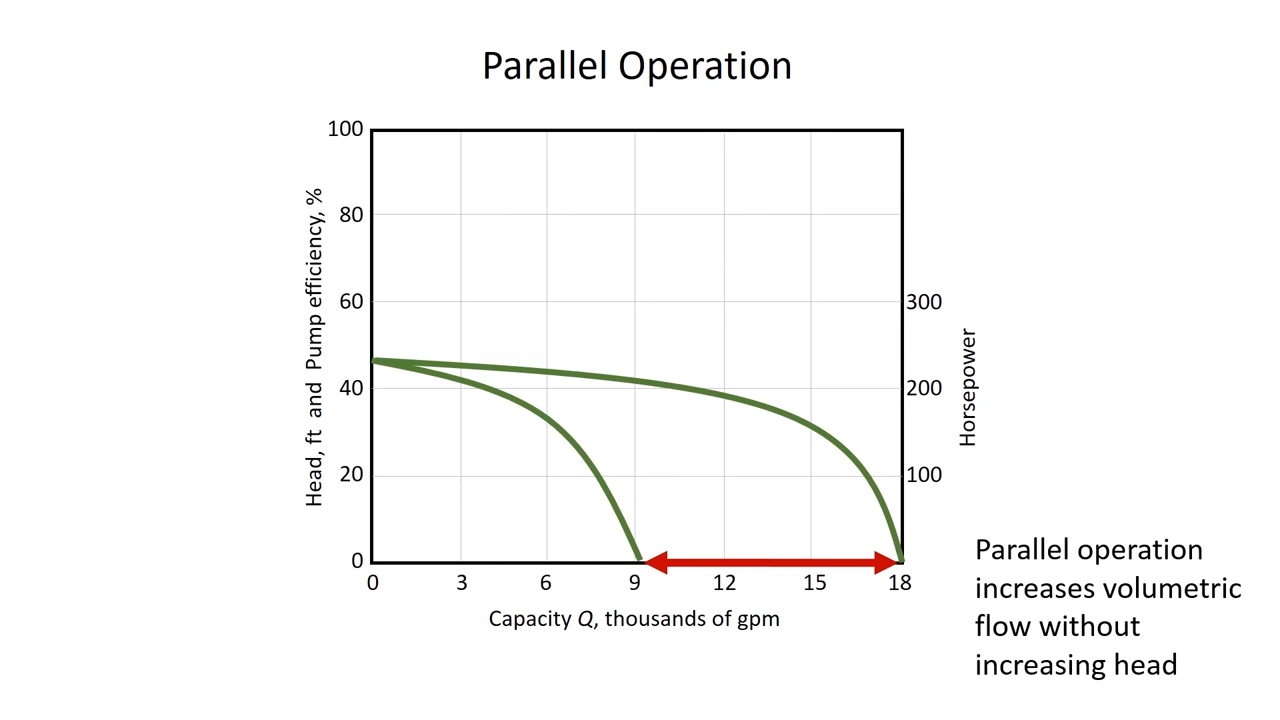 Parallel Operation
100
80
60
40
20
0
Head, ft and Pump efficiency, %
300
200
100
Horsepower
0 3 6 9 12 15 18
Capacity Q, thousands of gpm
Parallel operation
increases volumetric
flow without
increasing head